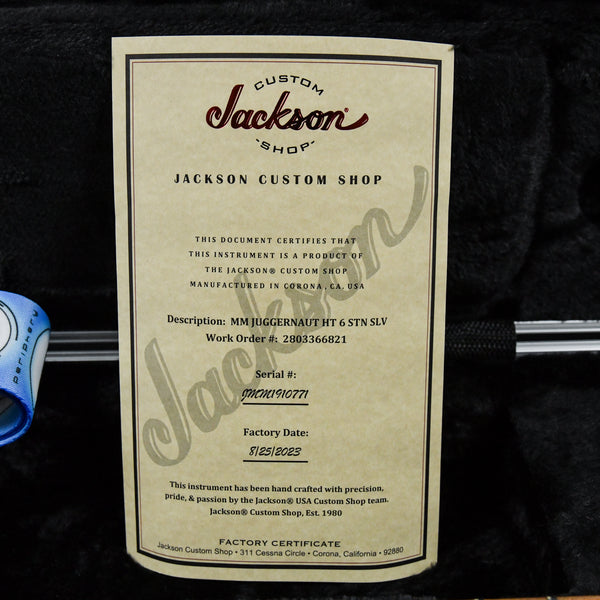 CUSTOM
Jackson®
-SHOP-
JACKSON CUSTOM SHOP
THIS DOCUMENT CERTIFIES THAT
THIS INSTRUMENT IS A PRODUCT OF
THE JACKSON® CUSTOM SHOP
MANUFACTURED IN CORONA, CA. USA
Jackson
Description: MM JUGGERNAUT HT 6 STN SLV
Work Order #: 2803366821
Serial #:
JMM1910771
Factory Date:
8/25/2023
This instrument has been hand crafted with precision,
pride, & passion by the Jackson® USA Custom Shop team.
Jackson® Custom Shop, Est. 1980
FACTORY CERTIFICATE
Jackson Custom Shop • 311 Cessna Circle • Corona, California • 92880
periphery